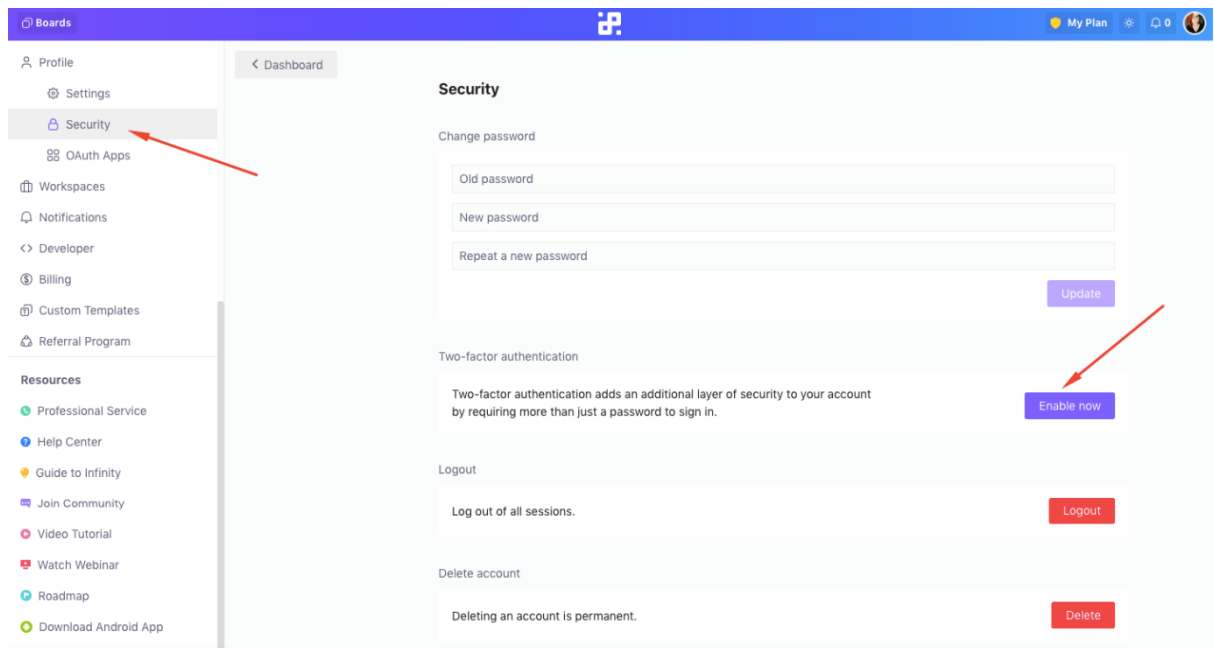 Boards
My Plan
0
Profile
Settings
Security
OAuth Apps
Workspaces
Notifications
Developer
Billing
Custom Templates
Referral Program
Resources
Professional Service
Help Center
Guide to Infinity
Join Community
Video Tutorial
Watch Webinar
Roadmap
Download Android App
Dashboard
Security
Change password
Old password
New password
Repeat a new password
Update
Two-factor authentication
Two-factor authentication adds an additional layer of security to your account
by requiring more than just a password to sign in.
Enable now
Logout
Log out of all sessions.
Logout
Delete account
Deleting an account is permanent.
Delete